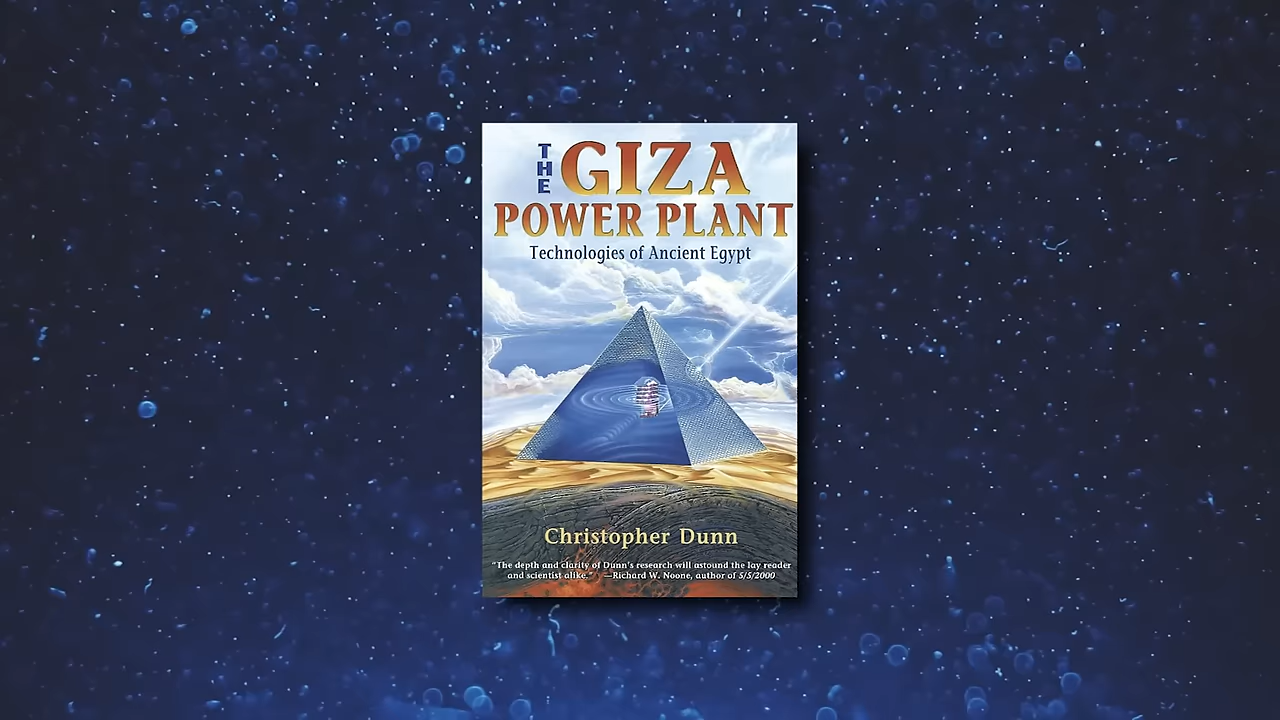 THE GIZA
POWER PLANT
Technologies of Ancient Egypt
Christopher Dunn
"The depth and clarity of Dunn's research will astound the lay reader
and scientist alike." —Richard W. Noone, author of 5/5/2000